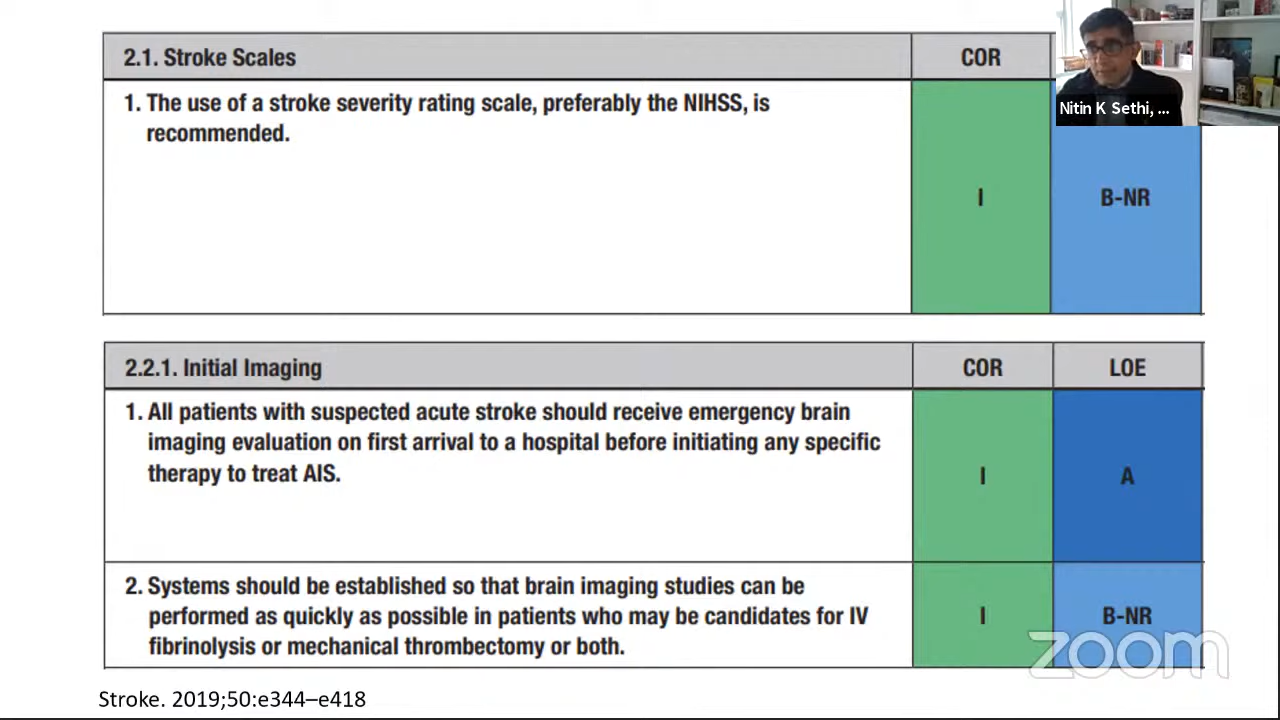 2.1. Stroke Scales COR
1. The use of a stroke severity rating scale, preferably the NIHSS, is
recommended.
I B-NR
Nitin K Sethi, ...
2.2.1. Initial Imaging COR LOE
1. All patients with suspected acute stroke should receive emergency brain
imaging evaluation on first arrival to a hospital before initiating any specific
therapy to treat AIS.
I A
2. Systems should be established so that brain imaging studies can be
performed as quickly as possible in patients who may be candidates for IV
fibrinolysis or mechanical thrombectomy or both.
I B-NR
zoom
Stroke. 2019;50:e344–e418